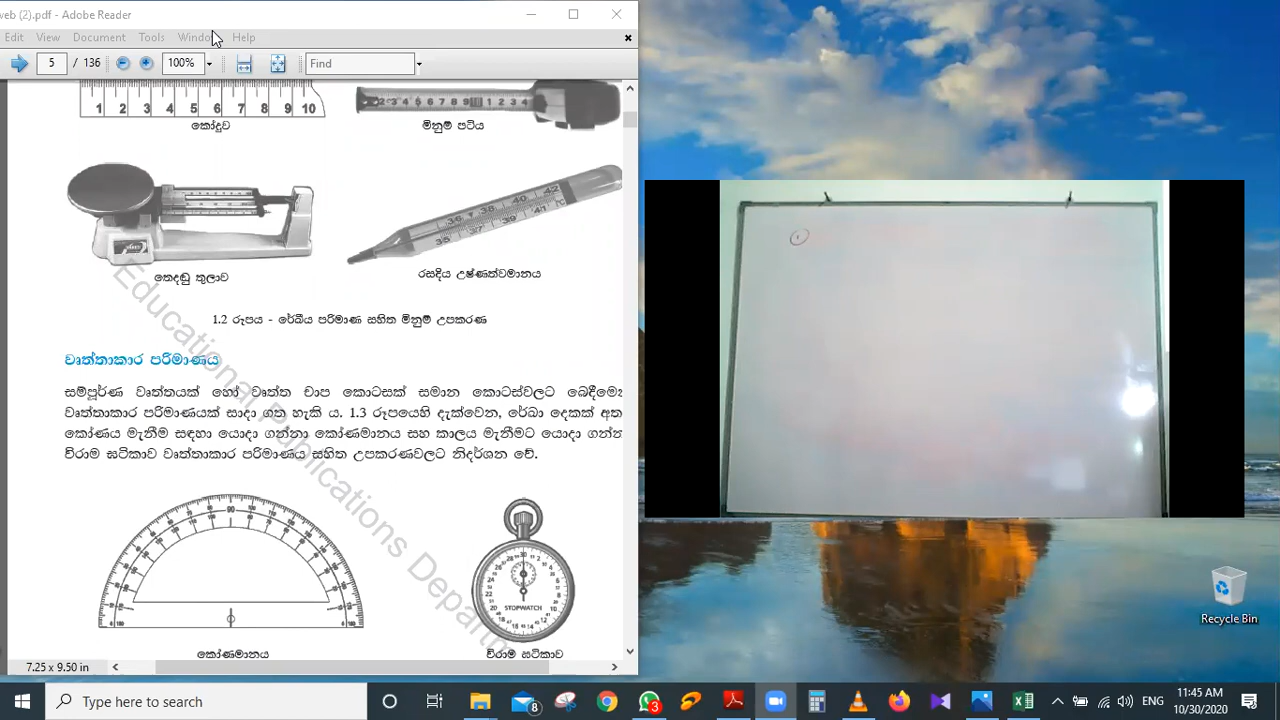 veb (2).pdf - Adobe Reader
Edit View Document Tools Window Help
5 / 136 100% Find
1 2 3 4 5 6 7 8 9 10
කෝදුව
මිනුම් පටිය
තෙදඬු තුලාව
රසදිය උෂ්ණත්වමානය
1.2 රූපය - රේඛීය පරිමාණ සහිත මිනුම් උපකරණ
වෘත්තාකාර පරිමාණය
සම්පූර්ණ වෘත්තයක් හෝ වෘත්ත චාප කොටසක් සමාන කොටස්වලට
වෘත්තාකාර පරිමාණයක් සාදා ගත හැකි ය. 1.3 රූපයෙහි දැක්වෙන, රේඛා දෙකක් අත
කෝණය මැනීම සඳහා යොදා ගන්නා කෝණමානය සහ කාලය මැනීමට යොදා
විරාම ඝටිකාව වෘත්තාකාර පරිමාණය සහිත උපකරණවලට නිදර්ශන වේ.
STOPWATCH
කෝණමානය
විරාම ඝටිකාව
Educational Publications
7.25 x 9.50 in
Recycle Bin
Type here to search
8
3
ENG
11:45 AM
10/30/2020